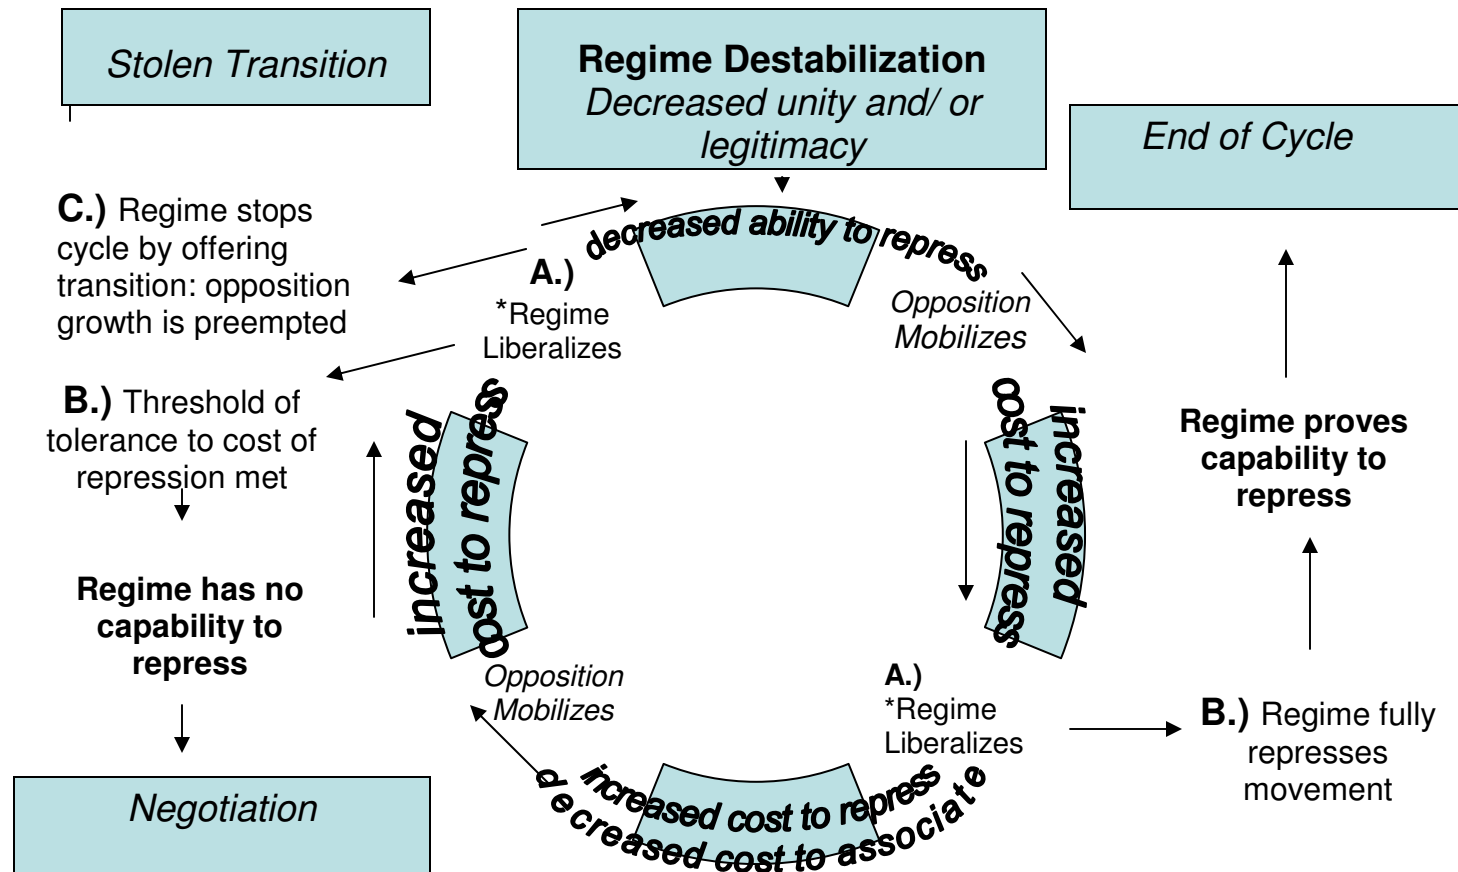 Stolen Transition
Regime Destabilization
Decreased unity and/ or
legitimacy
End of Cycle
C.) Regime stops
cycle by offering
transition: opposition
growth is preempted
decreased ability to repress
A.)
*Regime
Liberalizes
Opposition
Mobilizes
B.) Threshold of
tolerance to cost of
repression met
increased
cost to repress
increased
cost to repress
Regime proves
capability to
repress
Regime has no
capability to
repress
Opposition
Mobilizes
A.)
*Regime
Liberalizes
B.) Regime fully
represses
movement
increased cost to repress
decreased cost to associate
Negotiation